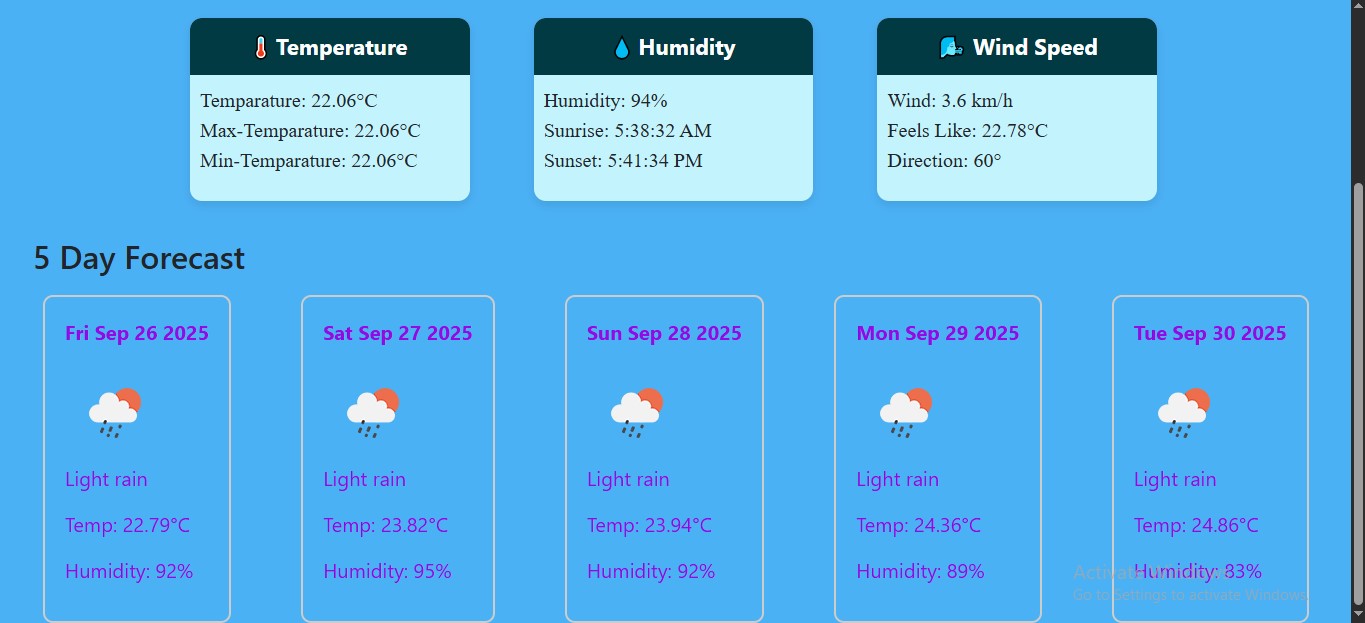 Temperature
Humidity
Wind Speed
Temparature: 22.06°C
Max-Temparature: 22.06°C
Min-Temparature: 22.06°C
Humidity: 94%
Sunrise: 5:38:32 AM
Sunset: 5:41:34 PM
Wind: 3.6 km/h
Feels Like: 22.78°C
Direction: 60°
5 Day Forecast
Fri Sep 26 2025
Light rain
Temp: 22.79°C
Humidity: 92%
Sat Sep 27 2025
Light rain
Temp: 23.82°C
Humidity: 95%
Sun Sep 28 2025
Light rain
Temp: 23.94°C
Humidity: 92%
Mon Sep 29 2025
Light rain
Temp: 24.36°C
Humidity: 89%
Tue Sep 30 2025
Light rain
Temp: 24.86°C
Humidity: 83%
Activate Windows
Go to Settings to activate Windows.